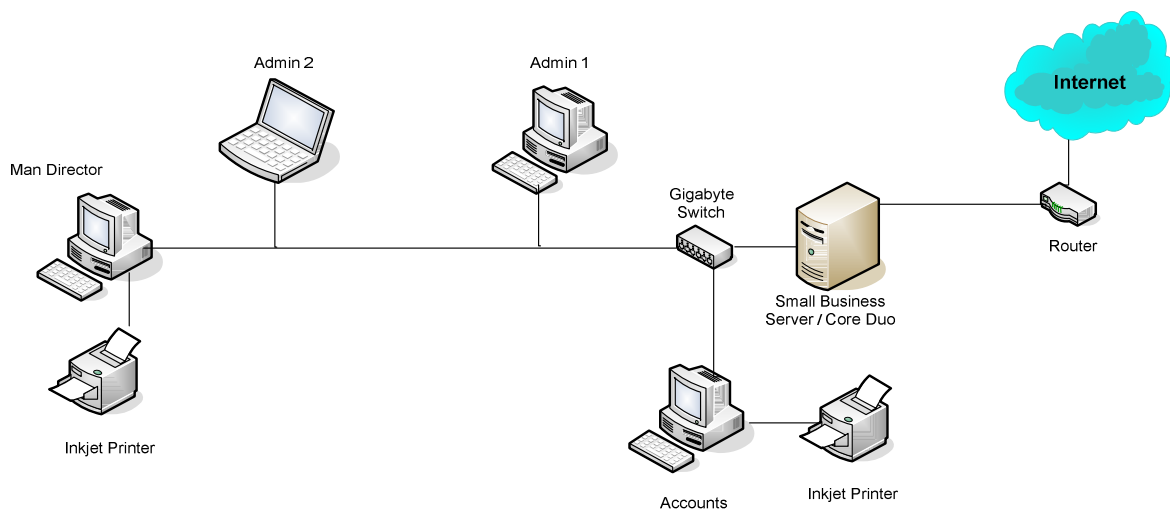 Admin 2
Admin 1
Internet
Man Director
Gigabyte
Switch
Router
Small Business
Server / Core Duo
Inkjet Printer
Accounts
Inkjet Printer